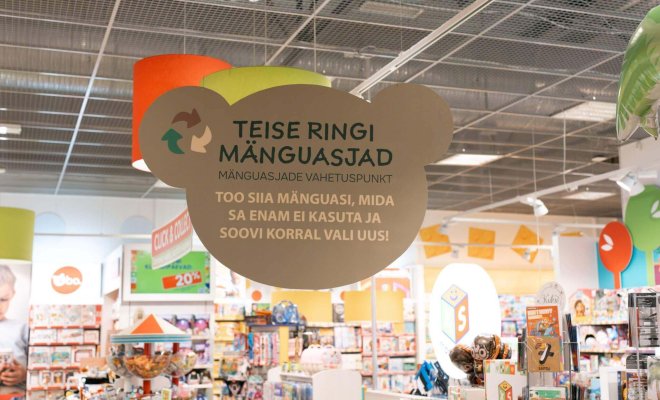 TEISE RINGI
MÄNGUASJAD
MÄNGUASJADE VAHETUSPUNKT
TOO SIIA MÄNGUASI, MIDA
SA ENAM EI KASUTA JA
SOOVI KORRAL VALI UUS!
CLICK & COLLECT
20%
S